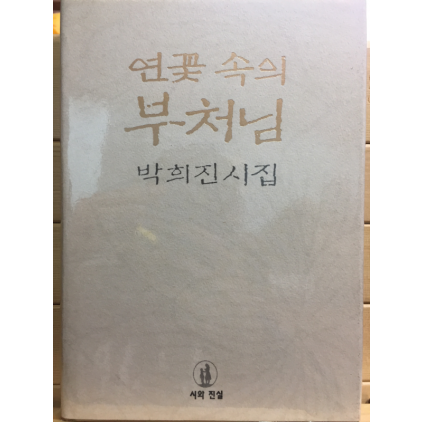 연꽃 속의
부처님
박희진시집
시와 진실